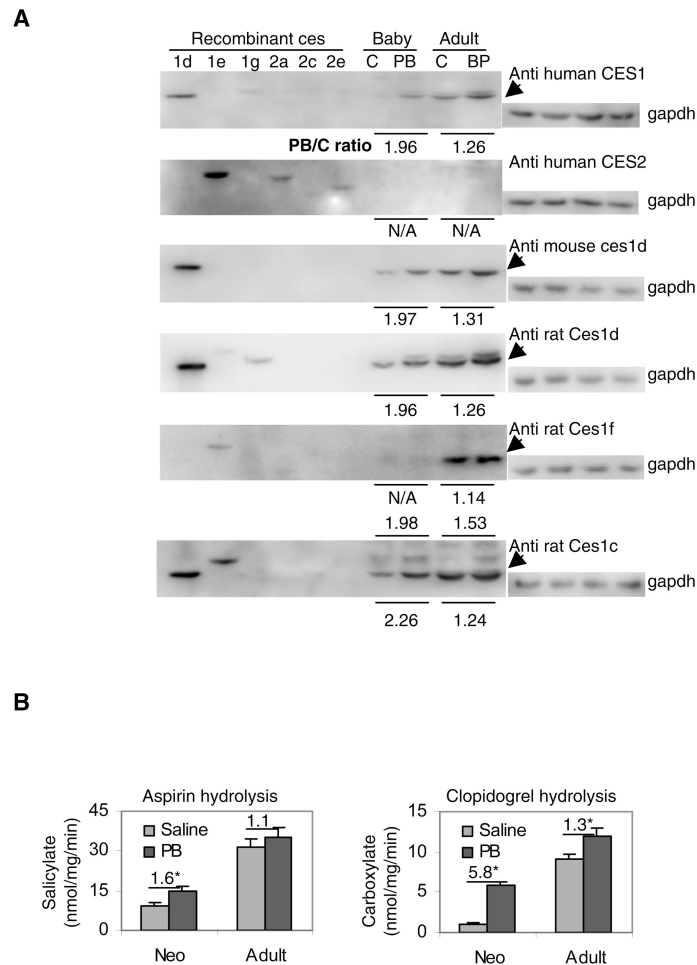 A
Recombinant ces Baby Adult
1d 1e 1g 2a 2c 2e C PB C BP
Anti human CES1
gapdh
PB/C ratio 1.96 1.26
Anti human CES2
gapdh
N/A N/A
Anti mouse ces1d
gapdh
1.97 1.31
Anti rat Ces1d
gapdh
1.96 1.26
Anti rat Ces1f
gapdh
N/A 1.14
1.98 1.53
Anti rat Ces1c
gapdh
2.26 1.24
B
Aspirin hydrolysis
Salicylate
(nmol/mg/min)
45
30
15
0
Saline
PB
1.6*
1.1
Neo Adult
Clopidogrel hydrolysis
Carboxylate
(nmol/mg/min)
15
10
5
0
Saline
PB
5.8*
1.3*
Neo Adult